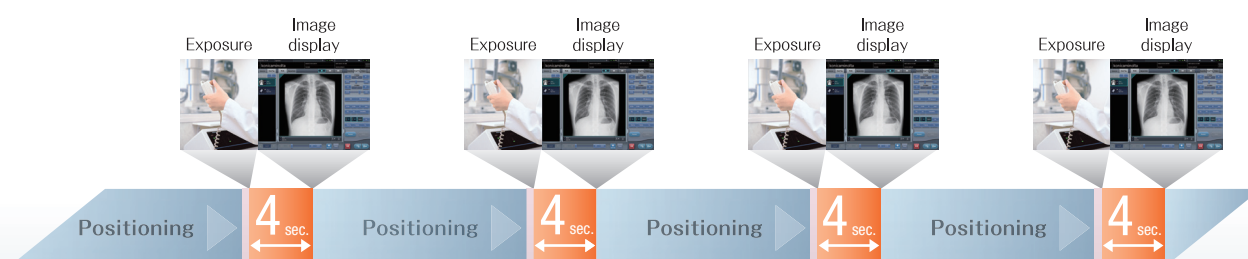 Exposure
Image
display
Exposure
Image
display
Exposure
Image
display
Exposure
Image
display
Positioning
4 sec.
Positioning
4 sec.
Positioning
4 sec.
Positioning
4 sec.